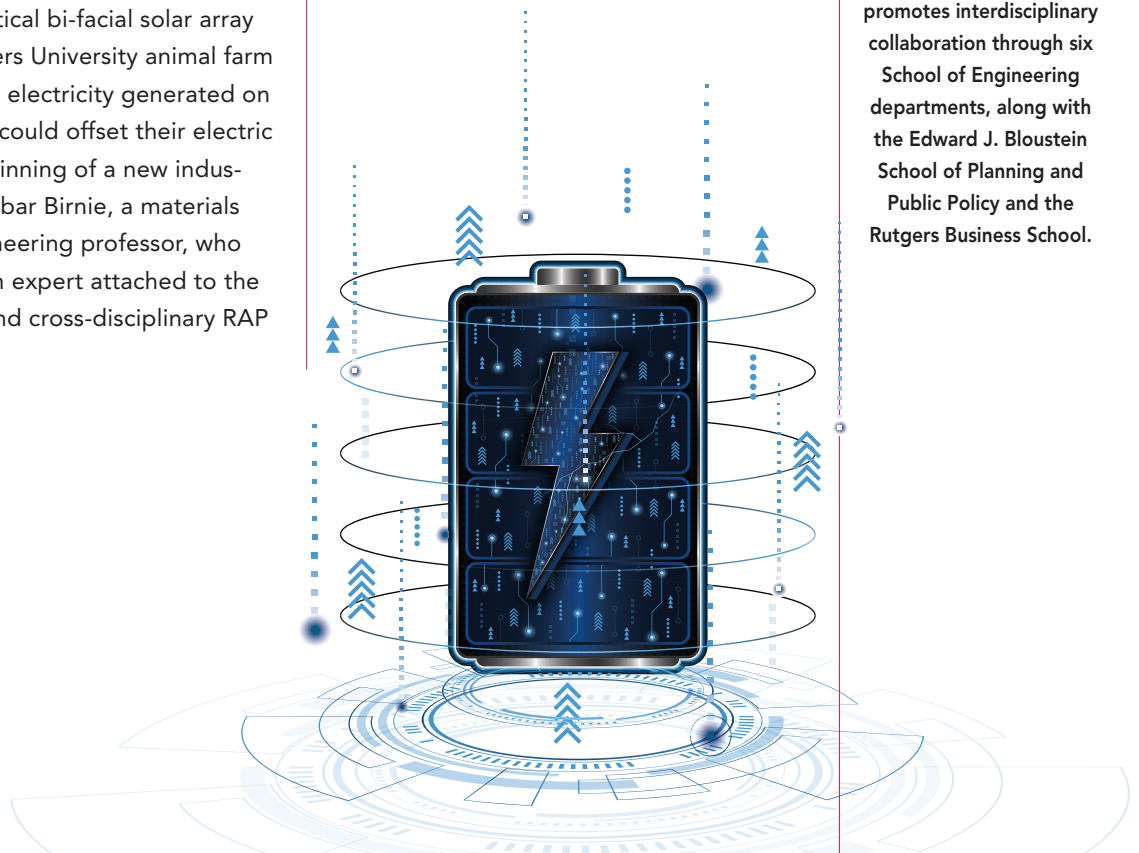 tical bi-facial solar array
ers University animal farm
electricity generated on
could offset their electric
inning of a new indus-
bar Birnie, a materials
neering professor, who
n expert attached to the
nd cross-disciplinary RAP
promotes interdisciplinary
collaboration through six
School of Engineering
departments, along with
the Edward J. Bloustein
School of Planning and
Public Policy and the
Rutgers Business School.